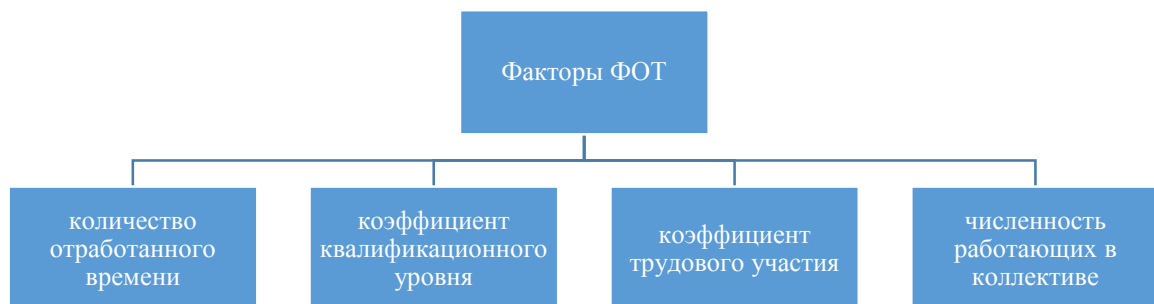 Факторы ФОТ
количество
отработанного
времени
коэффициент
квалификационного
уровня
коэффициент
трудового участия
численность
работающих в
коллективе